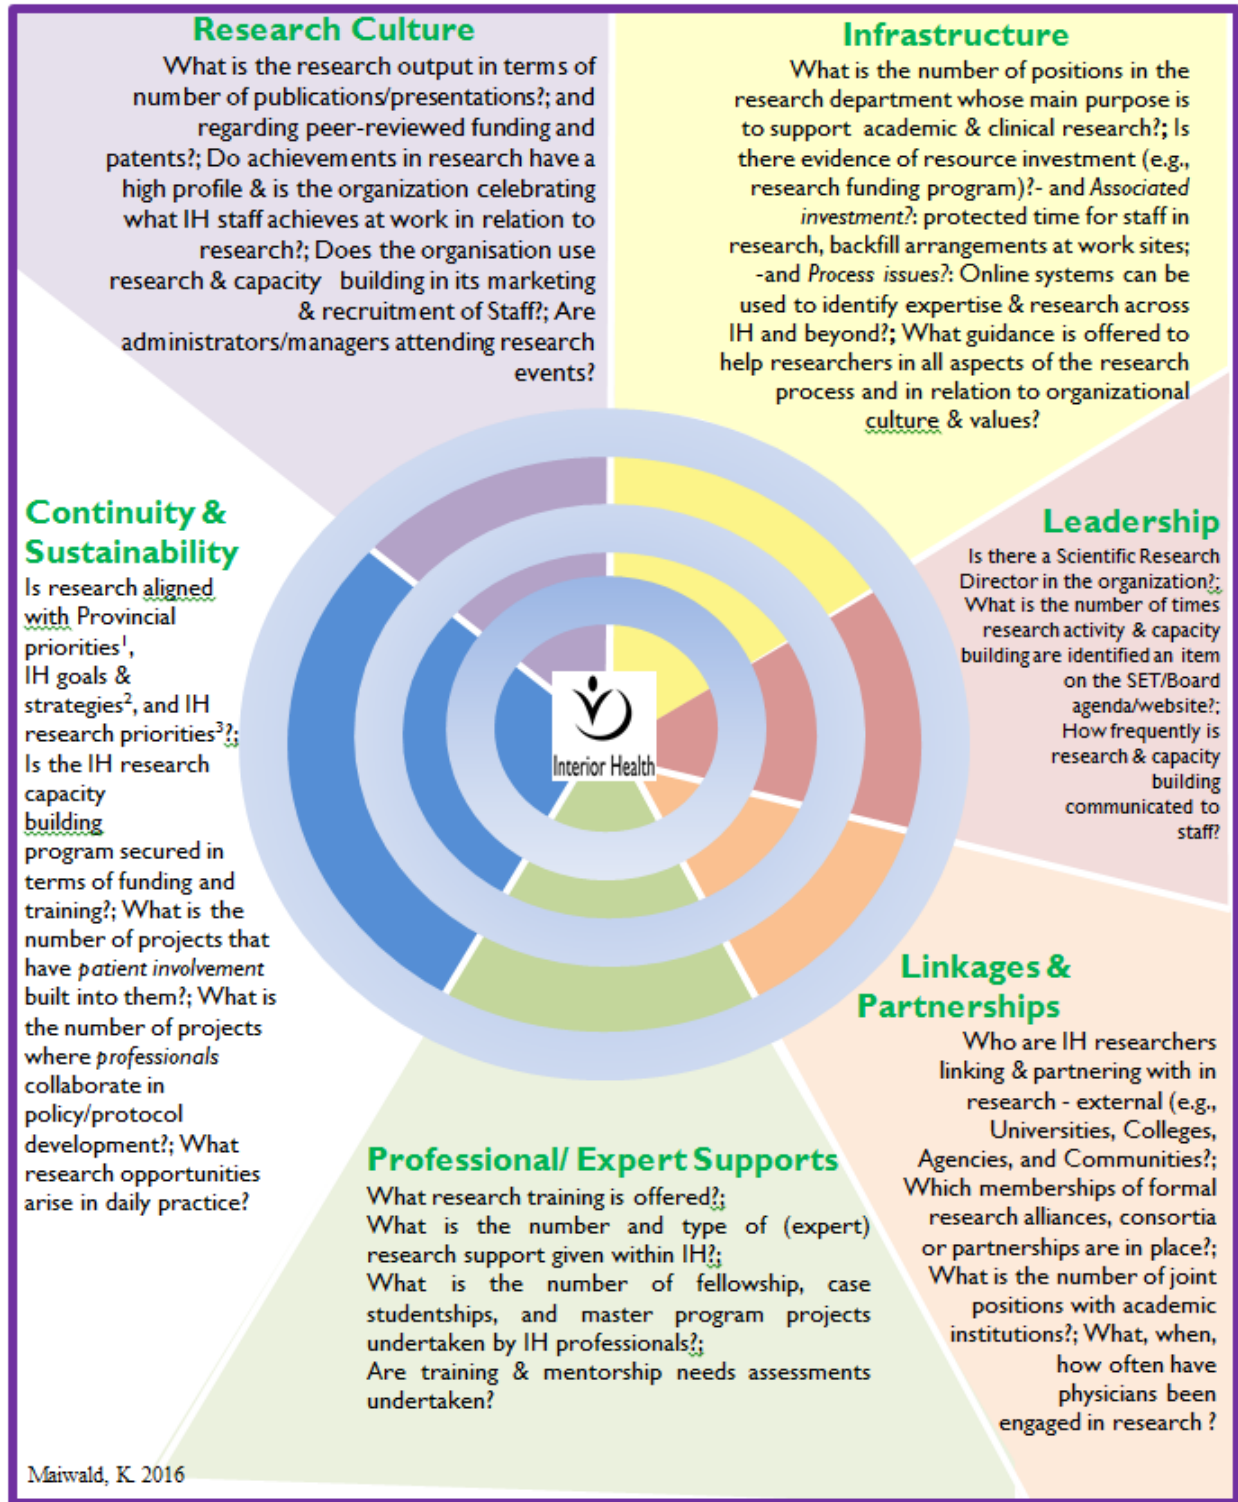 Research Culture
What is the research output in terms of
number of publications/presentations?; and
regarding peer-reviewed funding and
patents?; Do achievements in research have a
high profile & is the organization celebrating
what IH staff achieves at work in relation to
research?; Does the organisation use
research & capacity building in its marketing
& recruitment of Staff?; Are
administrators/managers attending research
events?
Infrastructure
What is the number of positions in the
research department whose main purpose is
to support academic & clinical research?; Is
there evidence of resource investment (e.g.,
research funding program)?- and Associated
investment?: protected time for staff in
research, backfill arrangements at work sites;
-and Process issues?: Online systems can be
used to identify expertise & research across
IH and beyond?; What guidance is offered to
help researchers in all aspects of the research
process and in relation to organizational
culture & values?
Leadership
Is there a Scientific Research
Director in the organization?;
What is the number of times
research activity & capacity
building are identified an item
on the SET/Board
agenda/website?;
How frequently is
research & capacity
building
communicated to
staff?
Continuity &
Sustainability
Is research aligned
with Provincial
priorities¹,
IH goals &
strategies², and IH
research priorities³?;
Is the IH research
capacity
building
program secured in
terms of funding and
training?; What is the
number of projects that
have patient involvement
built into them?; What is
the number of projects
where professionals
collaborate in
policy/protocol
development?; What
research opportunities
arise in daily practice?
Interior Health
Linkages &
Partnerships
Who are IH researchers
linking & partnering with in
research - external (e.g.,
Universities, Colleges,
Agencies, and Communities?;
Which memberships of formal
research alliances, consortia
or partnerships are in place?;
What is the number of joint
positions with academic
institutions?; What, when,
how often have
physicians been
engaged in research ?
Professional/ Expert Supports
What research training is offered?;
What is the number and type of (expert)
research support given within IH?;
What is the number of fellowship, case
studentships, and master program projects
undertaken by IH professionals?;
Are training & mentorship needs assessments
undertaken?
Maiwald, K. 2016